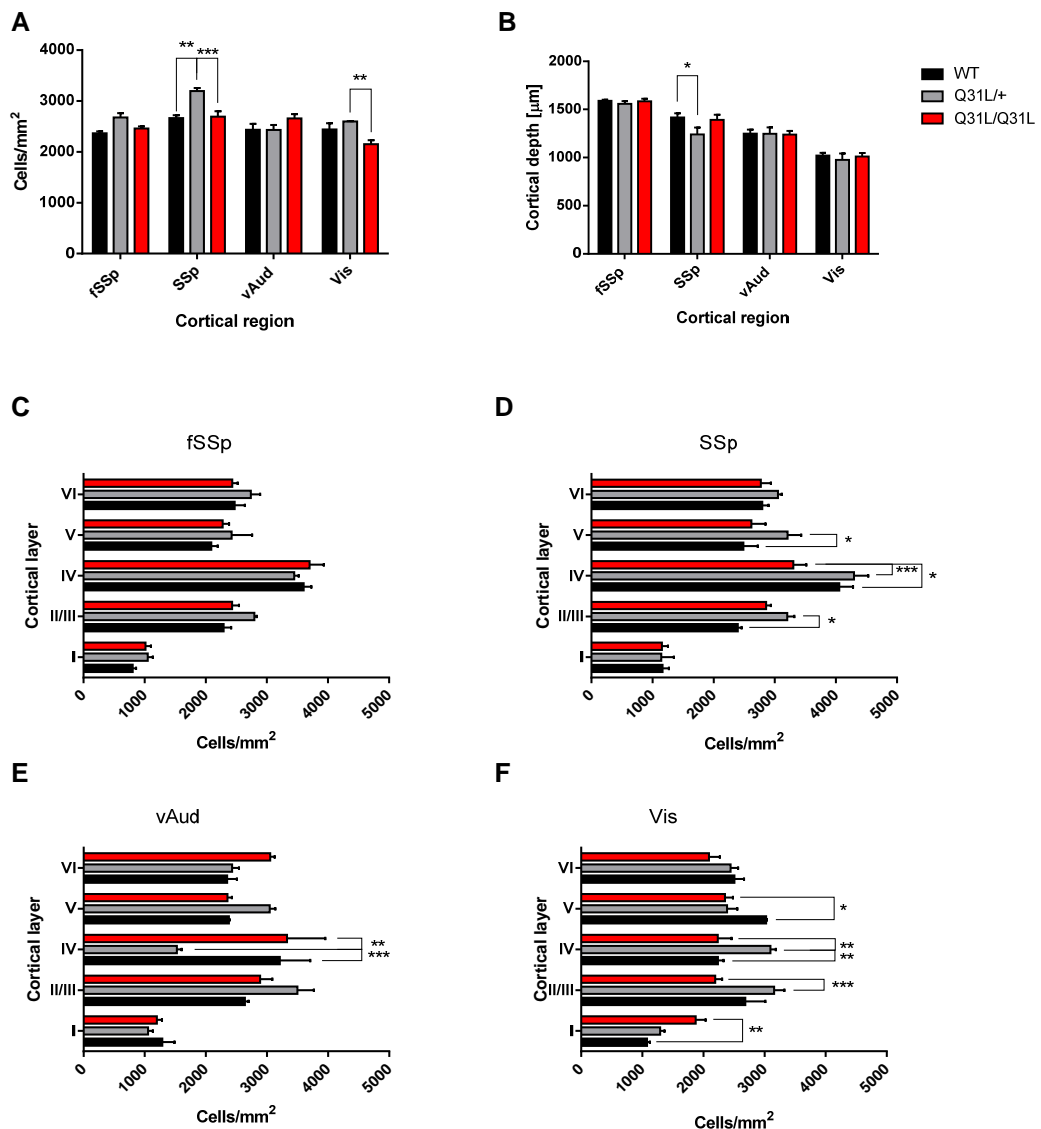 A
B
4000
3000
2000
1000
0
Cells/mm²
**
***
**
fSSp
SSp
vAud
Vis
Cortical region
2000
1500
1000
500
0
Cortical depth [µm]
*
fSSp
SSp
vAud
Vis
Cortical region
WT
Q31L/+
Q31L/Q31L
C
fSSp
Cortical layer
VI
V
IV
II/III
I
0 1000 2000 3000 4000 5000
Cells/mm²
D
SSp
Cortical layer
VI
V
IV
II/III
I
*
***
*
*
0 1000 2000 3000 4000 5000
Cells/mm²
E
vAud
Cortical layer
VI
V
IV
II/III
I
**
***
0 1000 2000 3000 4000 5000
Cells/mm²
F
Vis
Cortical layer
VI
V
IV
II/III
I
*
**
**
***
**
0 1000 2000 3000 4000 5000
Cells/mm²